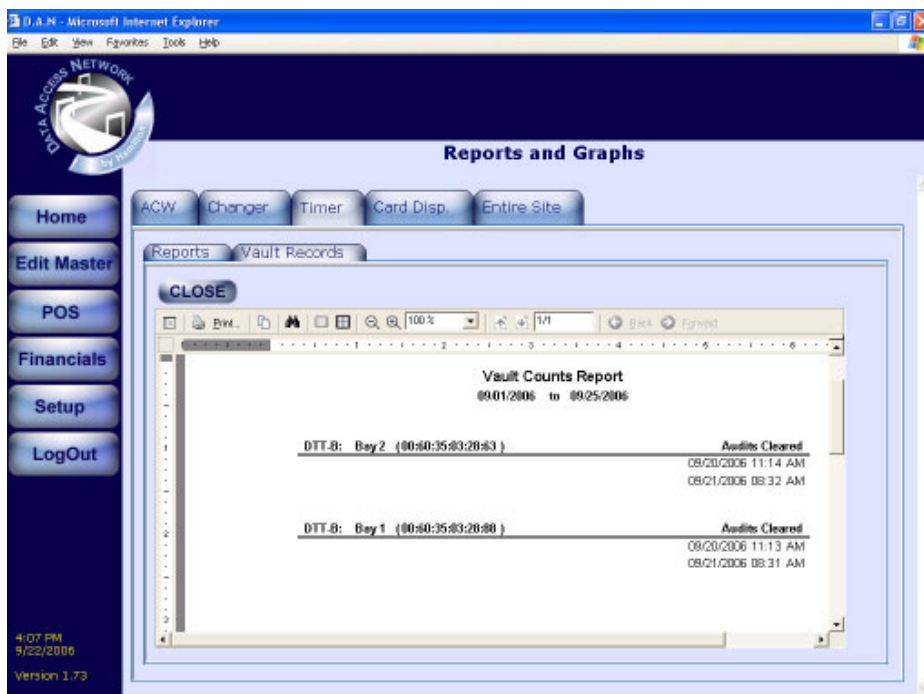 D.A.N - Microsoft Internet Explorer
File Edit View Favorites Tools Help
DATA ACCESS NETWORK
by Hamilton
Reports and Graphs
Home
Edit Master
POS
Financials
Setup
LogOut
ACW Changer Timer Card Disp. Entire Site
Reports Vault Records
CLOSE
Print... 100% 1/1 Back Forward
Vault Counts Report
09/01/2006 to 09/25/2006
DTT-B: Bay 2 (00:60:35:03:28:63 ) Audits Cleared
09/20/2006 11:14 AM
09/21/2006 08:32 AM
DTT-B: Bay 1 (00:60:35:03:28:88 ) Audits Cleared
09/20/2006 11:13 AM
09/21/2006 08:31 AM
4:07 PM
9/22/2006
Version 1.73